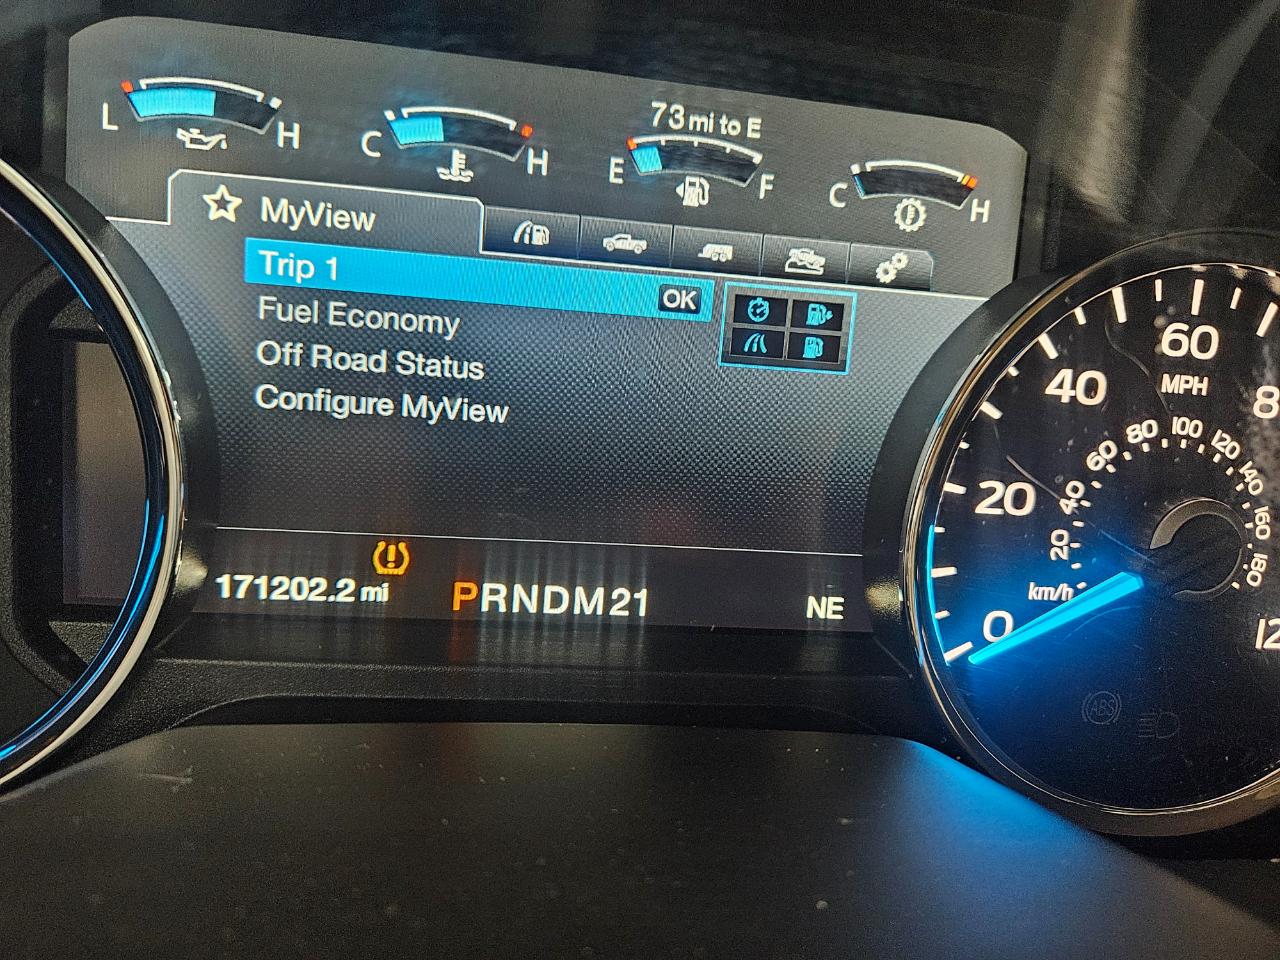 73 mi to E
L H
C H
E F
C H
MyView
Trip 1
OK
Fuel Economy
Off Road Status
Configure MyView
171202.2 mi
PRNDM21
NE
0
20
40
60
MPH
km/h
20
40
60
80
100
120
140
160
180
ABS